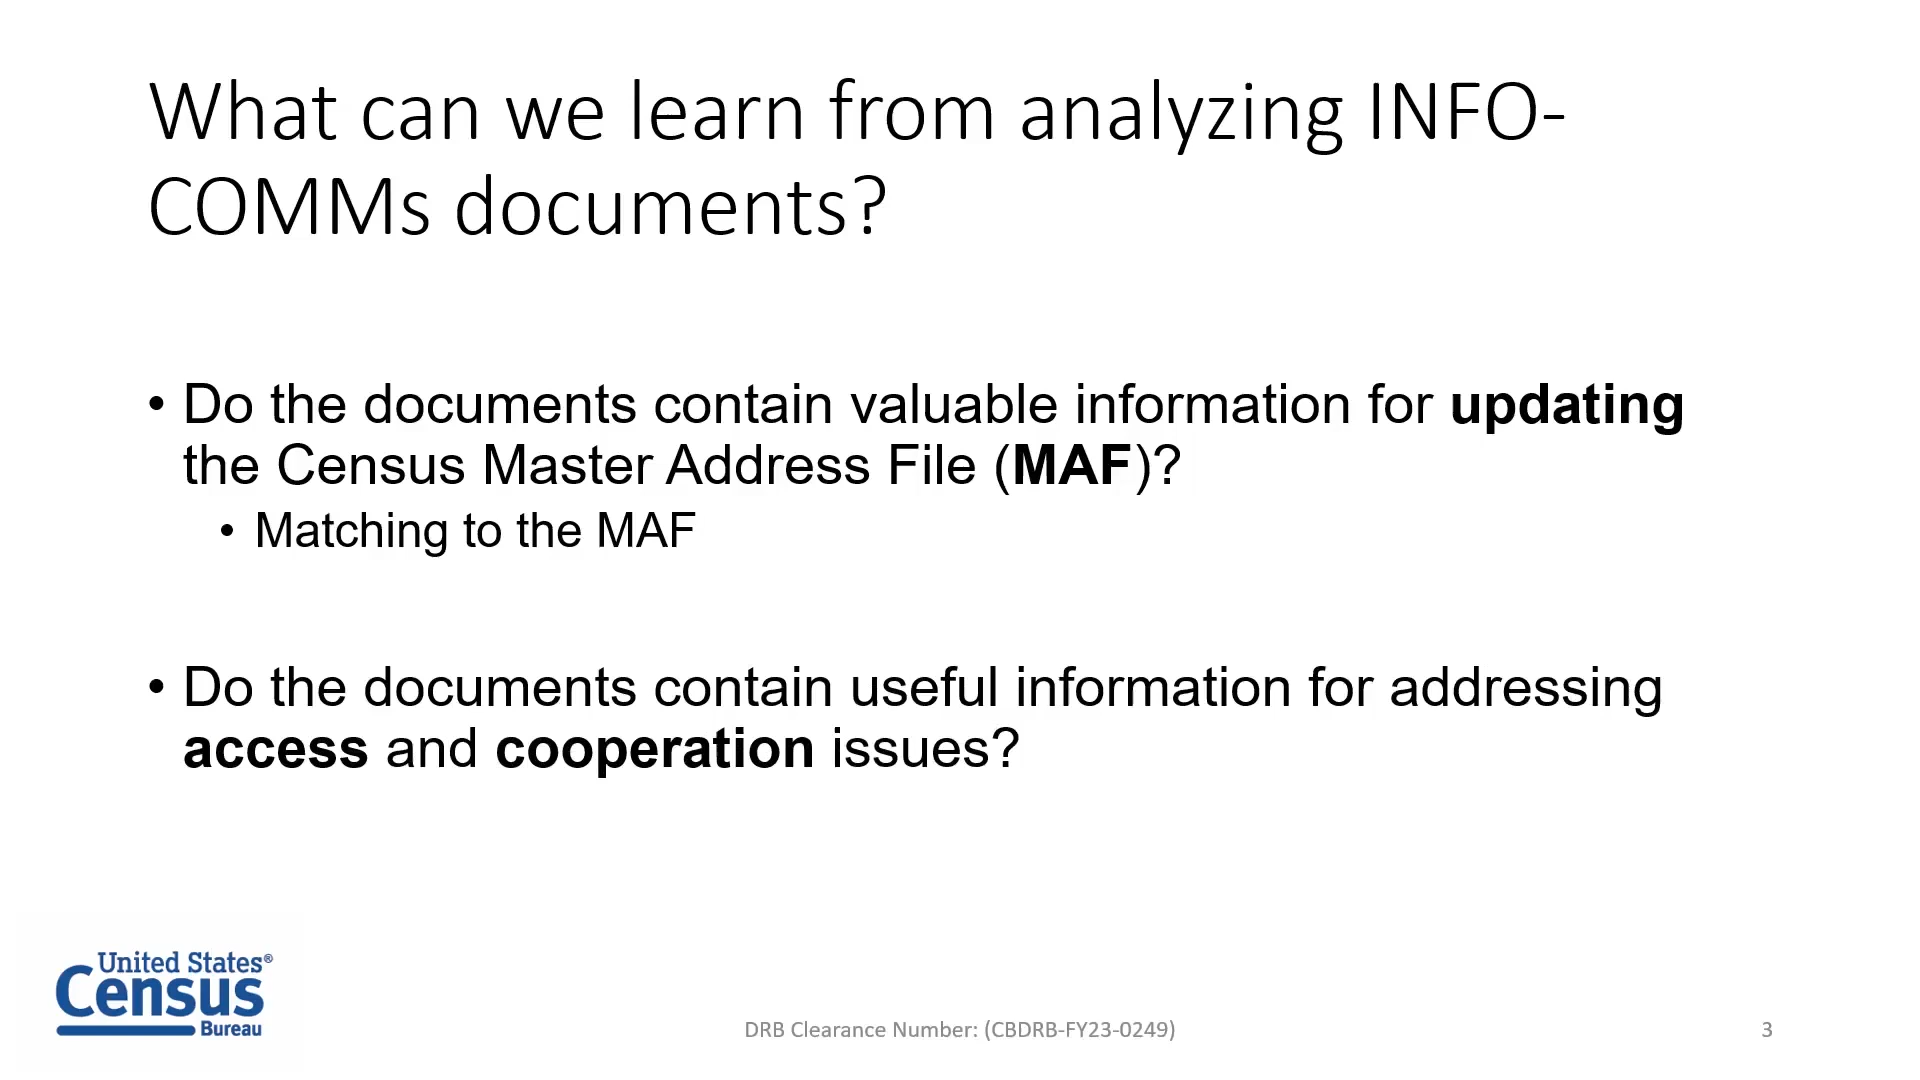 What can we learn from analyzing INFO-
COMMs documents?
• Do the documents contain valuable information for updating
the Census Master Address File (MAF)?
• Matching to the MAF
• Do the documents contain useful information for addressing
access and cooperation issues?
United States®
Census
Bureau
DRB Clearance Number: (CBDRB-FY23-0249)
3